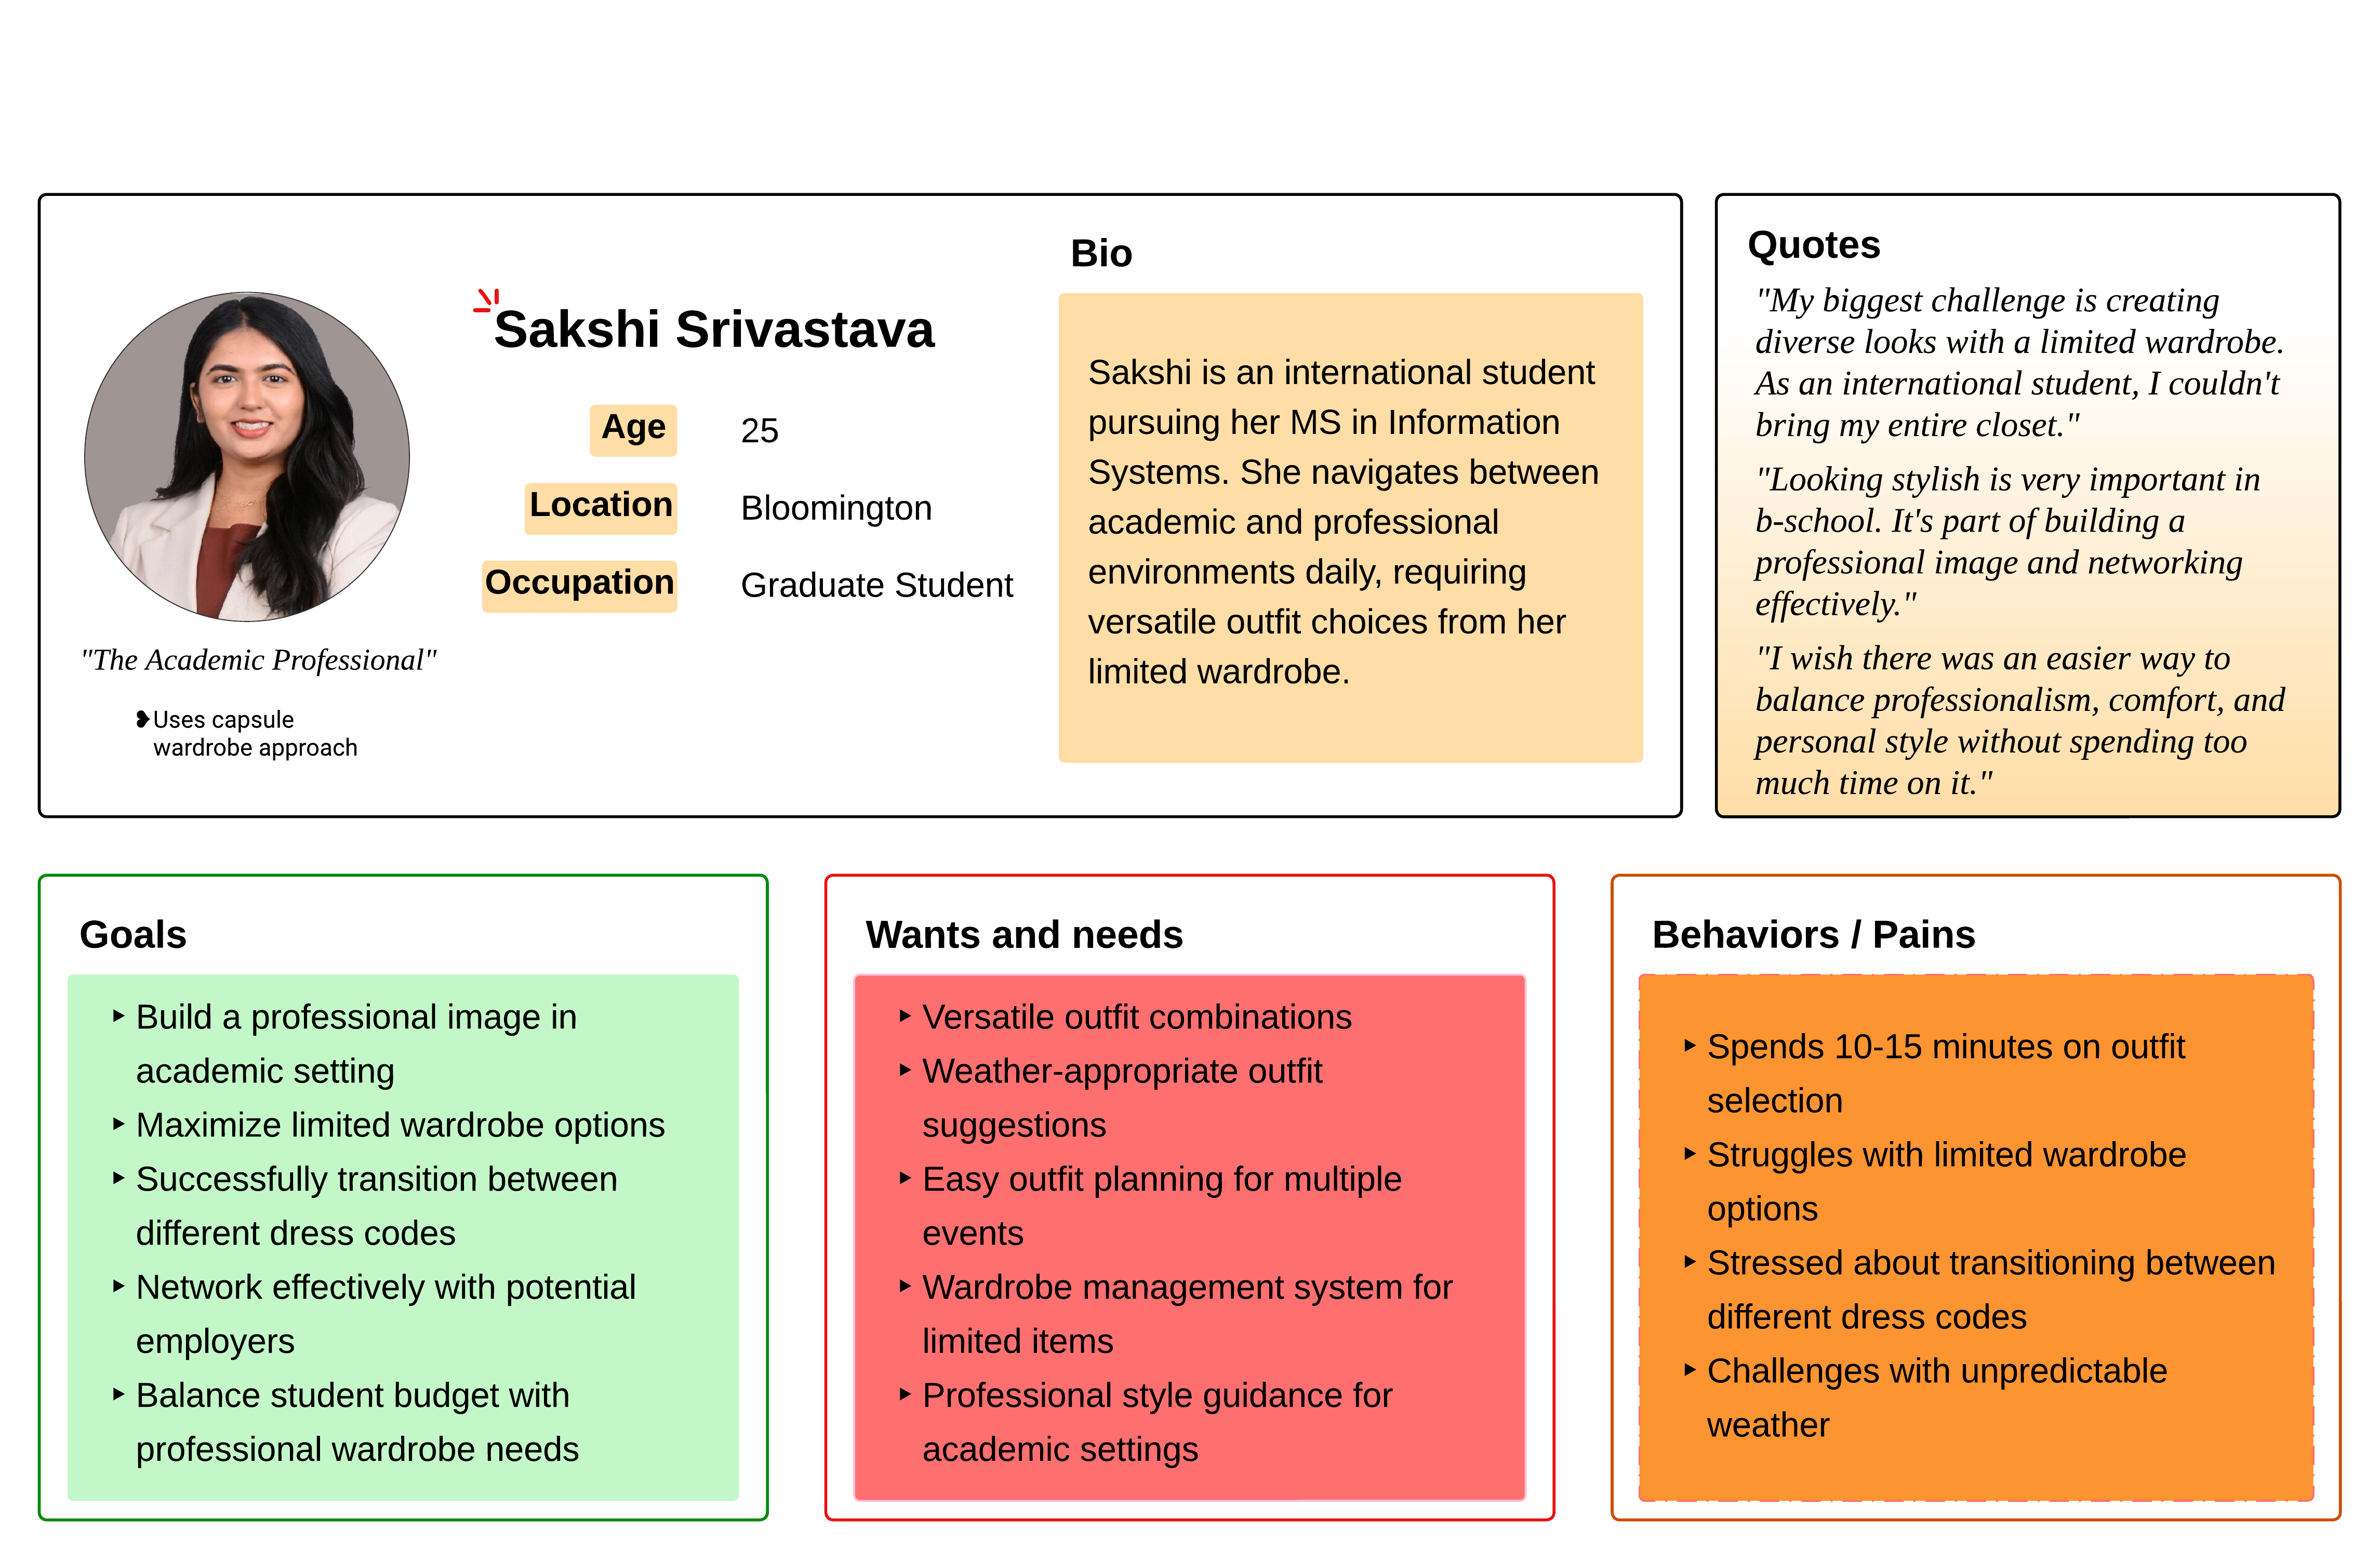 Sakshi Srivastava
Age
25
Location
Bloomington
Occupation
Graduate Student
"The Academic Professional"
❥Uses capsule
wardrobe approach
Bio
Sakshi is an international student
pursuing her MS in Information
Systems. She navigates between
academic and professional
environments daily, requiring
versatile outfit choices from her
limited wardrobe.
Quotes
"My biggest challenge is creating
diverse looks with a limited wardrobe.
As an international student, I couldn't
bring my entire closet."
"Looking stylish is very important in
b-school. It's part of building a
professional image and networking
effectively."
"I wish there was an easier way to
balance professionalism, comfort, and
personal style without spending too
much time on it."
Goals
‣ Build a professional image in
academic setting
‣ Maximize limited wardrobe options
‣ Successfully transition between
different dress codes
‣ Network effectively with potential
employers
‣ Balance student budget with
professional wardrobe needs
Wants and needs
‣ Versatile outfit combinations
‣ Weather-appropriate outfit
suggestions
‣ Easy outfit planning for multiple
events
‣ Wardrobe management system for
limited items
‣ Professional style guidance for
academic settings
Behaviors / Pains
‣ Spends 10-15 minutes on outfit
selection
‣ Struggles with limited wardrobe
options
‣ Stressed about transitioning between
different dress codes
‣ Challenges with unpredictable
weather